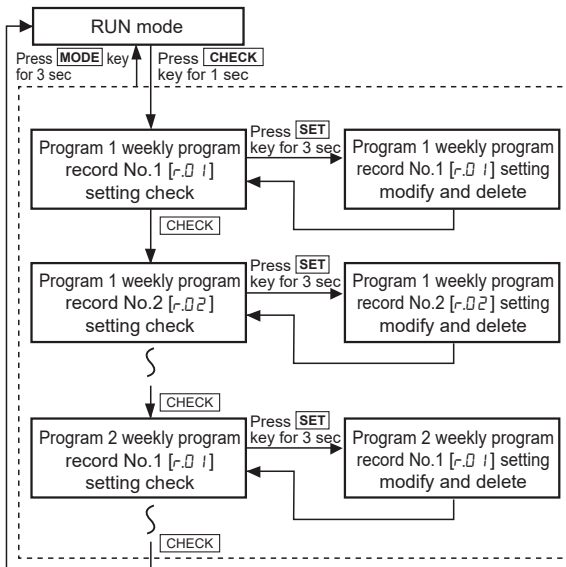 RUN mode
Press MODE key
for 3 sec
Press CHECK
key for 1 sec
Program 1 weekly program
record No.1 [r.01]
setting check
Press SET
key for 3 sec
Program 1 weekly program
record No.1 [r.01] setting
modify and delete
CHECK
Program 1 weekly program
record No.2 [r.02]
setting check
Press SET
key for 3 sec
Program 1 weekly program
record No.2 [r.02] setting
modify and delete
CHECK
Program 2 weekly program
record No.1 [r.01]
setting check
Press SET
key for 3 sec
Program 2 weekly program
record No.1 [r.01] setting
modify and delete
CHECK